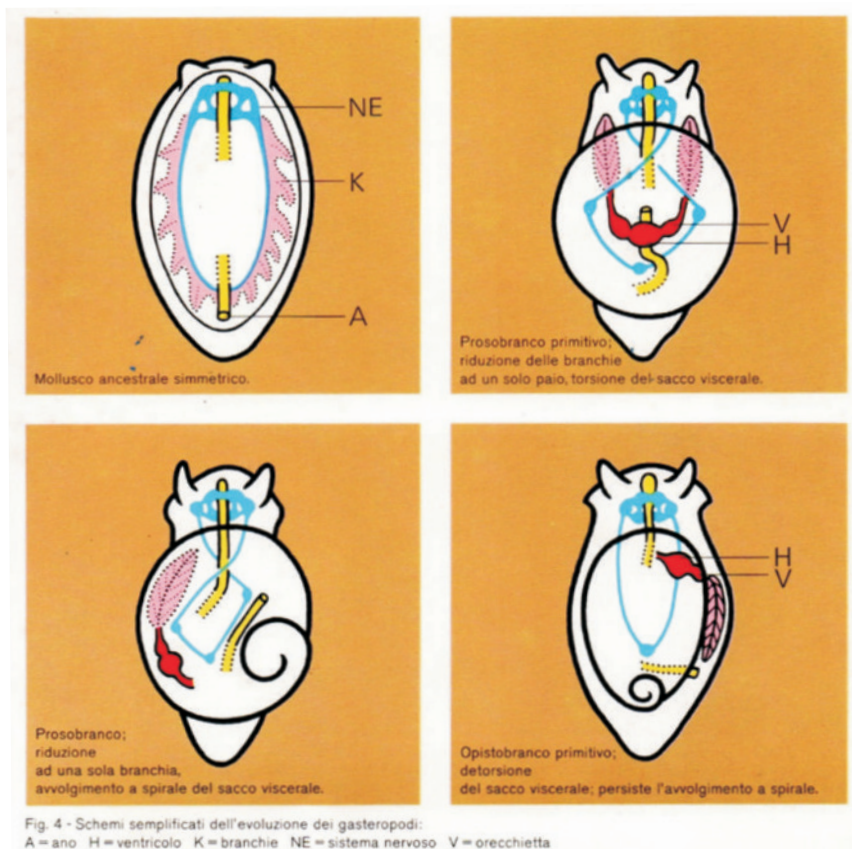 NE
K
A
Mollusco ancestrale simmetrico.
V
H
Prosobranco primitivo;
riduzione delle branchie
ad un solo paio, torsione del sacco viscerale.
Prosobranco;
riduzione
ad una sola branchia,
avvolgimento a spirale del sacco viscerale.
H
V
Opistobranco primitivo;
detorsione
del sacco viscerale; persiste l'avvolgimento a spirale.
Fig. 4 - Schemi semplificati dell'evoluzione dei gasteropodi:
A = ano H = ventricolo K = branchie NE = sistema nervoso V = orecchietta